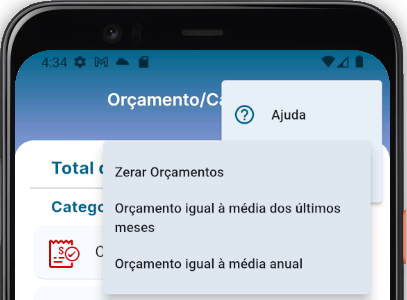 4:34
Orçamento/Ca
Ajuda
Total
Zerar Orçamentos
Orçamento igual à média dos últimos
meses
Catego
Orçamento igual à média anual